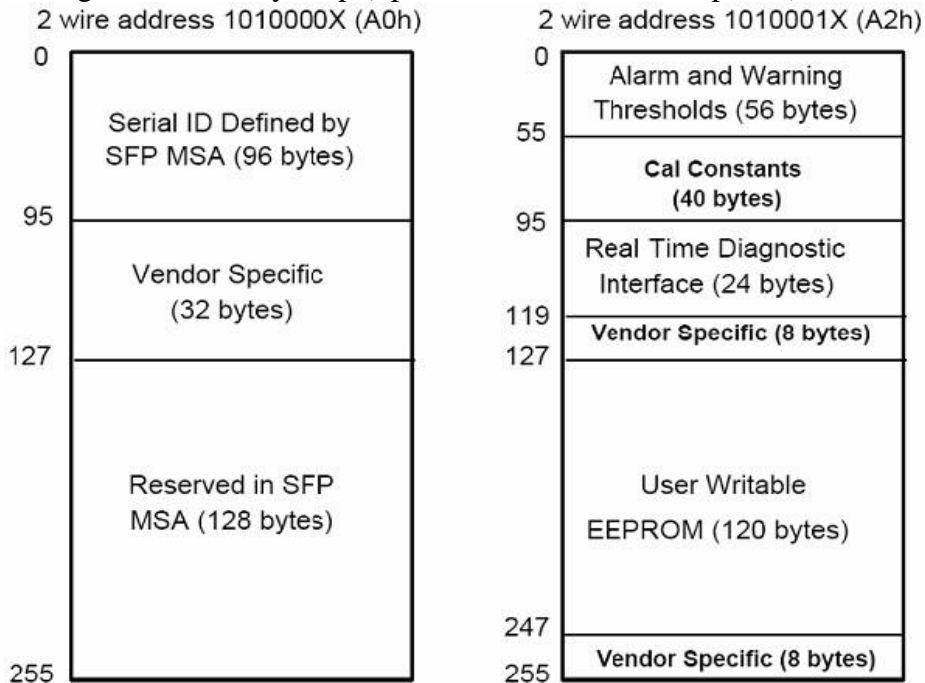 2 wire address 1010000X (A0h)
0
Serial ID Defined by
SFP MSA (96 bytes)
95
Vendor Specific
(32 bytes)
127
Reserved in SFP
MSA (128 bytes)
255
2 wire address 1010001X (A2h)
0
Alarm and Warning
Thresholds (56 bytes)
55
Cal Constants
(40 bytes)
95
Real Time Diagnostic
Interface (24 bytes)
119
Vendor Specific (8 bytes)
127
User Writable
EEPROM (120 bytes)
247
Vendor Specific (8 bytes)
255